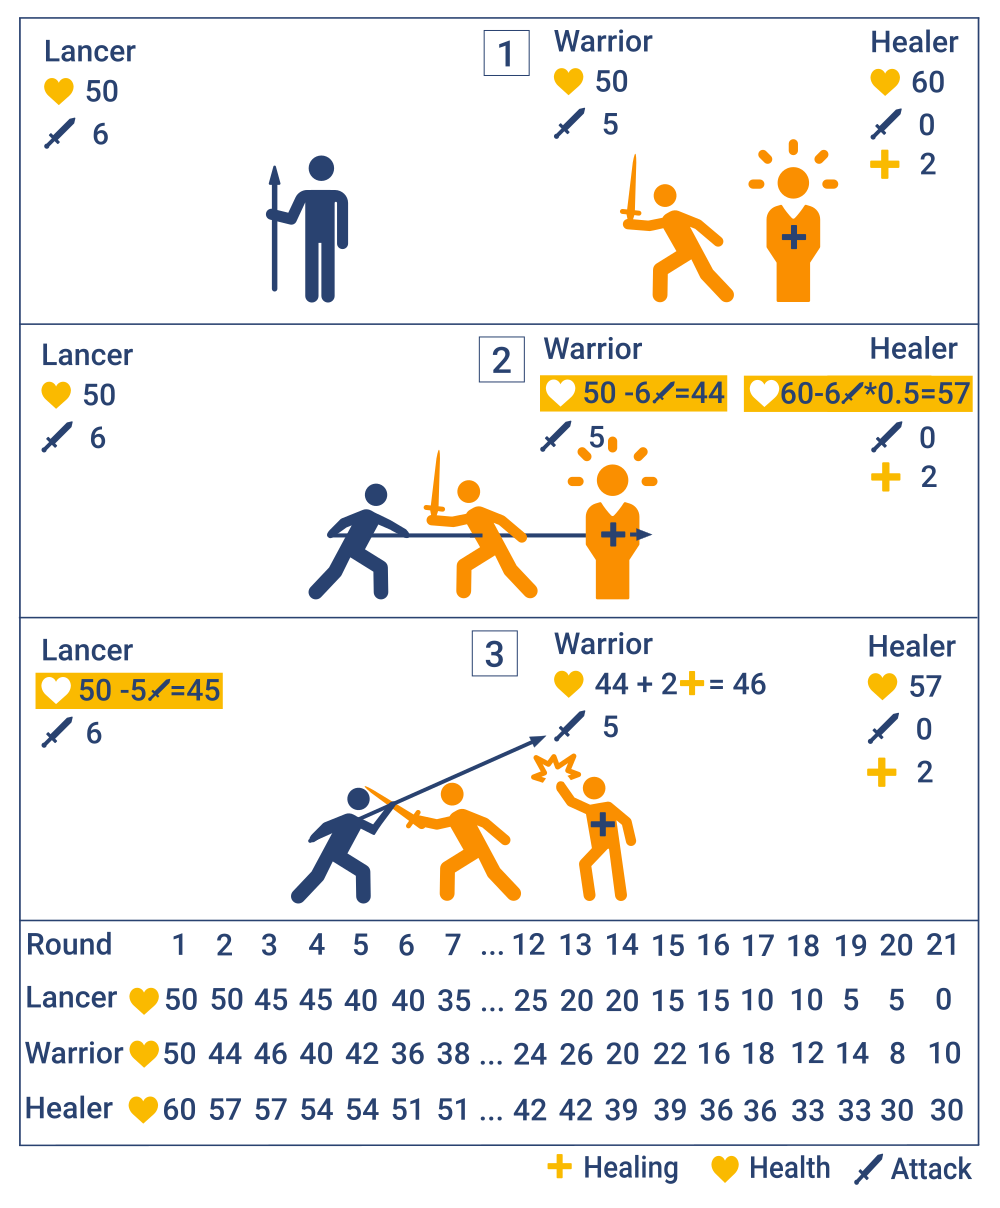 Lancer
50
6
1
Warrior
50
5
Healer
60
0
2
Lancer
50
6
2
Warrior
50 -6=44
5
Healer
60-6*0.5=57
0
2
Lancer
50 -5=45
6
3
Warrior
44 + 2 = 46
5
Healer
57
0
2
Round 1 2 3 4 5 6 7 ... 12 13 14 15 16 17 18 19 20 21
Lancer 50 50 45 45 40 40 35 ... 25 20 20 15 15 10 10 5 5 0
Warrior 50 44 46 40 42 36 38 ... 24 26 20 22 16 18 12 14 8 10
Healer 60 57 57 54 54 51 51 ... 42 42 39 39 36 36 33 33 30 30
Healing Health Attack